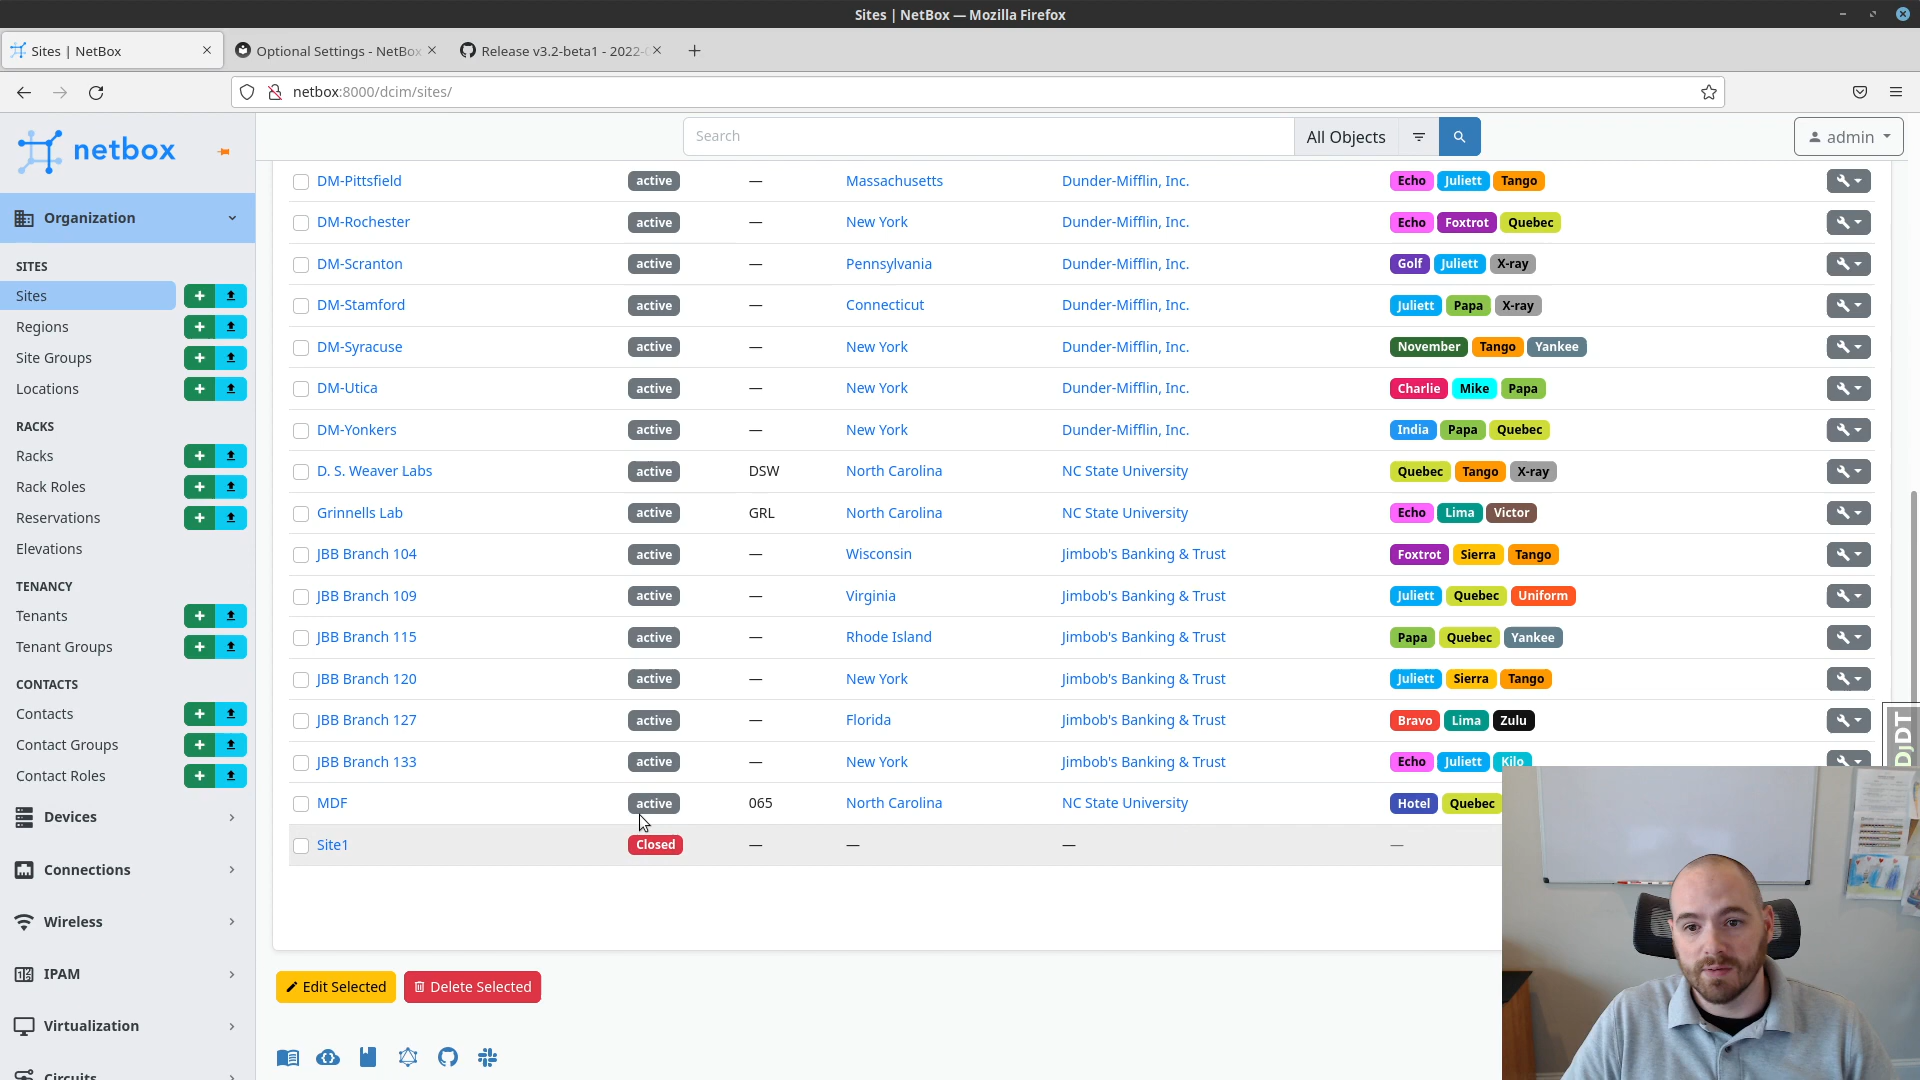 Sites | NetBox — Mozilla Firefox
Sites | NetBox
Optional Settings - NetBox
Release v3.2-beta1 - 2022-0
netbox:8000/dcim/sites/
netbox
Search
All Objects
admin
Organization
SITES
Sites
Regions
Site Groups
Locations
RACKS
Racks
Rack Roles
Reservations
Elevations
TENANCY
Tenants
Tenant Groups
CONTACTS
Contacts
Contact Groups
Contact Roles
Devices
Connections
Wireless
IPAM
Virtualization
Circuits
DM-Pittsfield active — Massachusetts Dunder-Mifflin, Inc. Echo Juliett Tango
DM-Rochester active — New York Dunder-Mifflin, Inc. Echo Foxtrot Quebec
DM-Scranton active — Pennsylvania Dunder-Mifflin, Inc. Golf Juliett X-ray
DM-Stamford active — Connecticut Dunder-Mifflin, Inc. Juliett Papa X-ray
DM-Syracuse active — New York Dunder-Mifflin, Inc. November Tango Yankee
DM-Utica active — New York Dunder-Mifflin, Inc. Charlie Mike Papa
DM-Yonkers active — New York Dunder-Mifflin, Inc. India Papa Quebec
D. S. Weaver Labs active DSW North Carolina NC State University Quebec Tango X-ray
Grinnells Lab active GRL North Carolina NC State University Echo Lima Victor
JBB Branch 104 active — Wisconsin Jimbob's Banking & Trust Foxtrot Sierra Tango
JBB Branch 109 active — Virginia Jimbob's Banking & Trust Juliett Quebec Uniform
JBB Branch 115 active — Rhode Island Jimbob's Banking & Trust Papa Quebec Yankee
JBB Branch 120 active — New York Jimbob's Banking & Trust Juliett Sierra Tango
JBB Branch 127 active — Florida Jimbob's Banking & Trust Bravo Lima Zulu
JBB Branch 133 active — New York Jimbob's Banking & Trust Echo Juliett Kilo
MDF active 065 North Carolina NC State University Hotel Quebec
Site1 Closed — — — —
DjDT
Edit Selected
Delete Selected